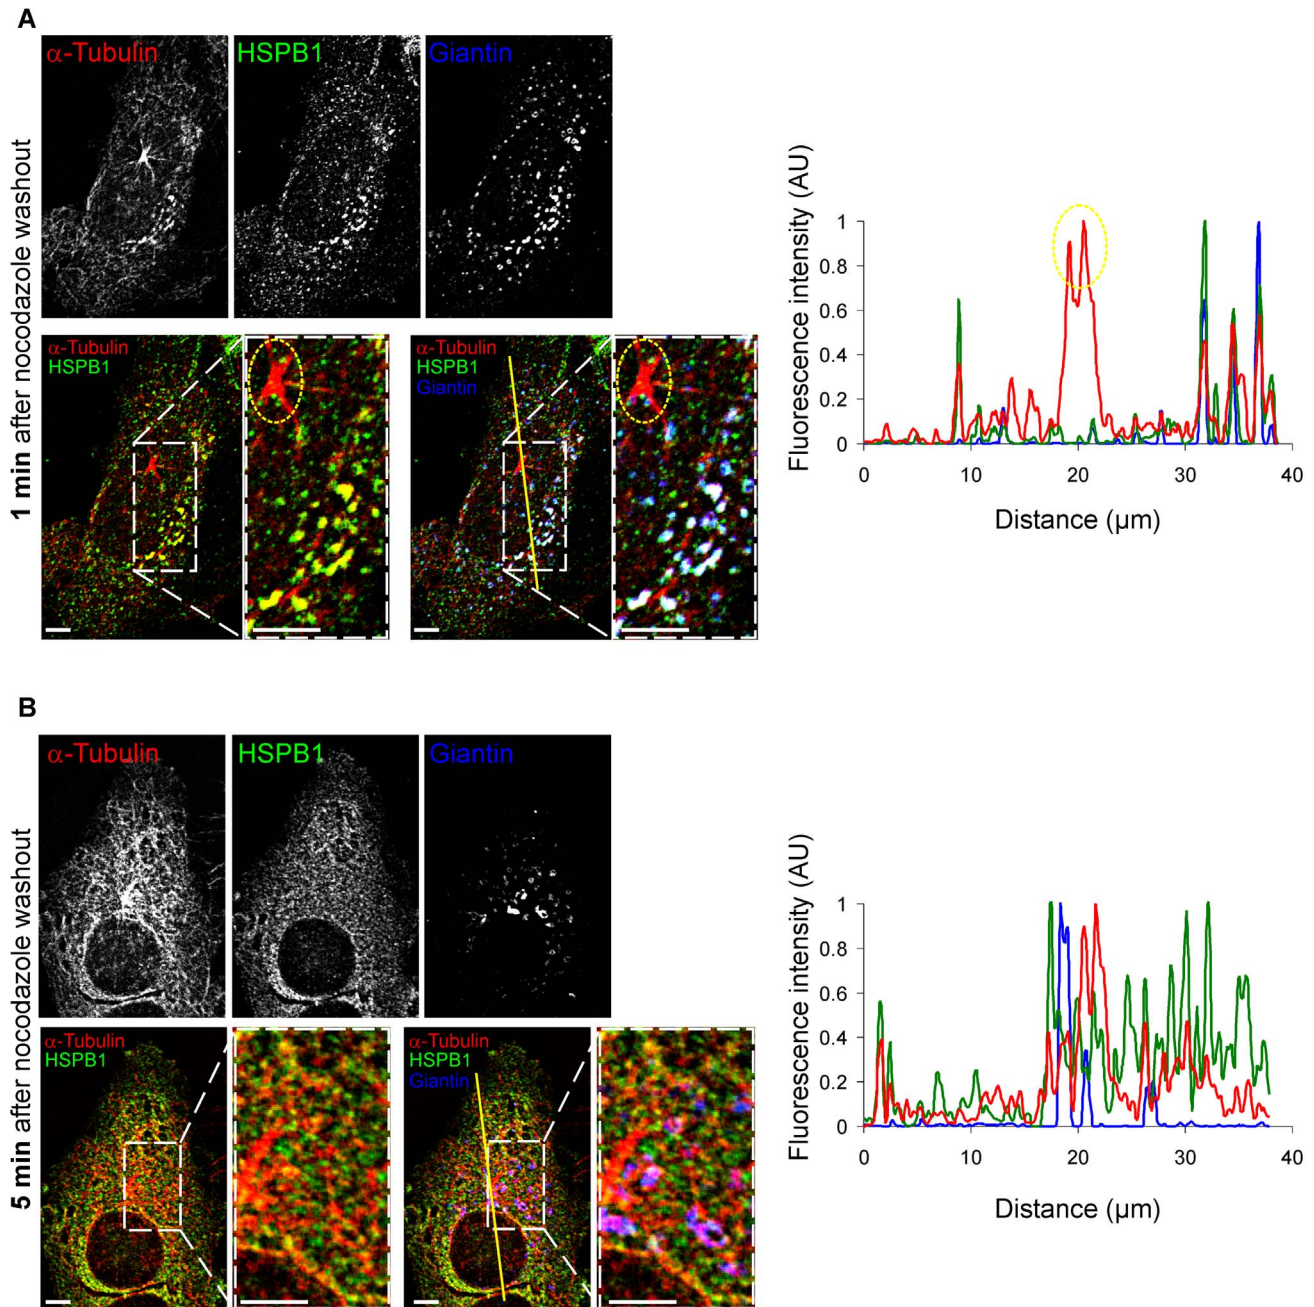 A
α-Tubulin
HSPB1
Giantin
1 min after nocodazole washout
α-Tubulin
HSPB1
α-Tubulin
HSPB1
Giantin
Fluorescence intensity (AU)
1
0.8
0.6
0.4
0.2
0
0 10 20 30 40
Distance (µm)
B
α-Tubulin
HSPB1
Giantin
5 min after nocodazole washout
α-Tubulin
HSPB1
α-Tubulin
HSPB1
Giantin
Fluorescence intensity (AU)
1
0.8
0.6
0.4
0.2
0
0 10 20 30 40
Distance (µm)